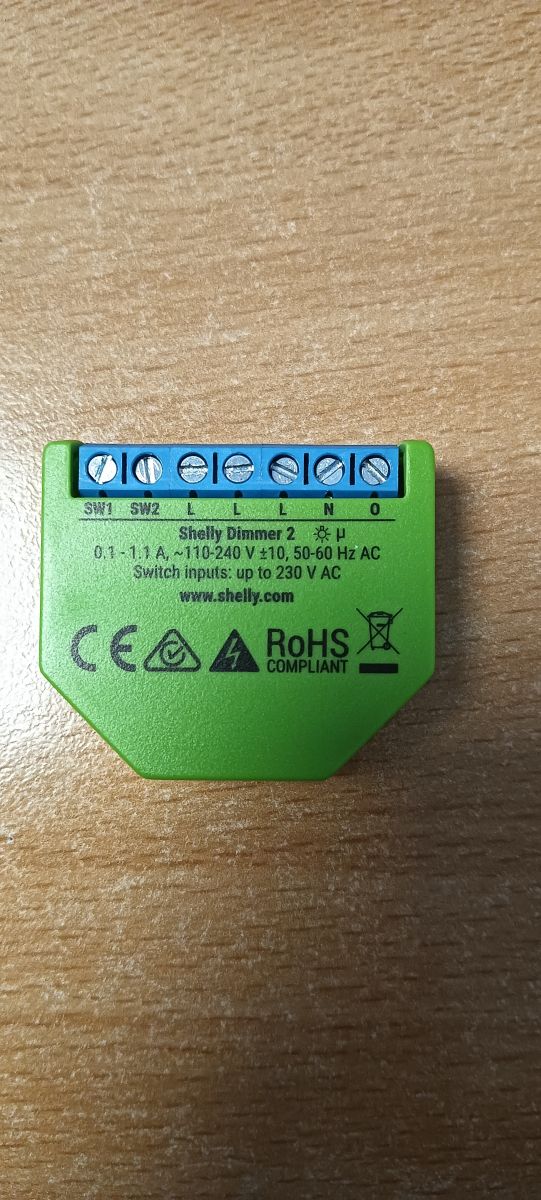 SW1 SW2 L L L N O
Shelly Dimmer 2 µ
0.1 - 1.1 A, ~110-240 V ±10, 50-60 Hz AC
Switch inputs: up to 230 V AC
www.shelly.com
CE RoHS
COMPLIANT